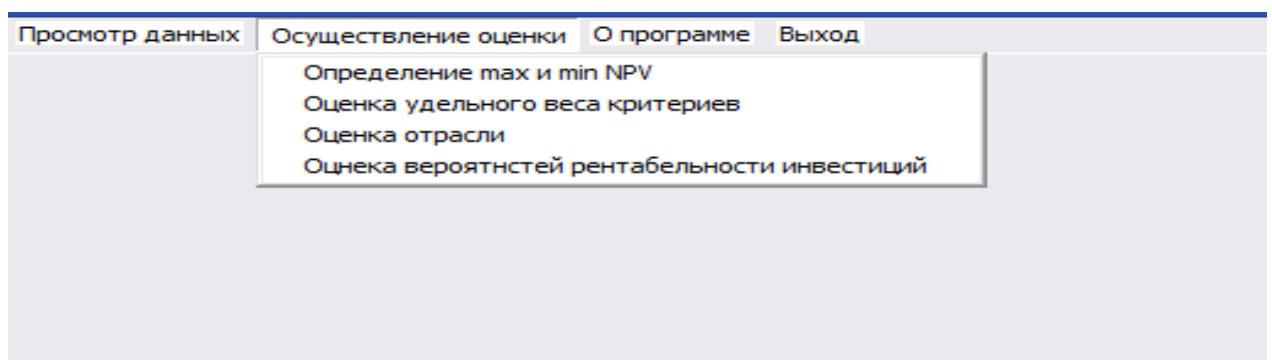 Просмотр данных Осуществление оценки О программе Выход
Определение max и min NPV
Оценка удельного веса критериев
Оценка отрасли
Оцнека вероятнстей рентабельности инвестиций